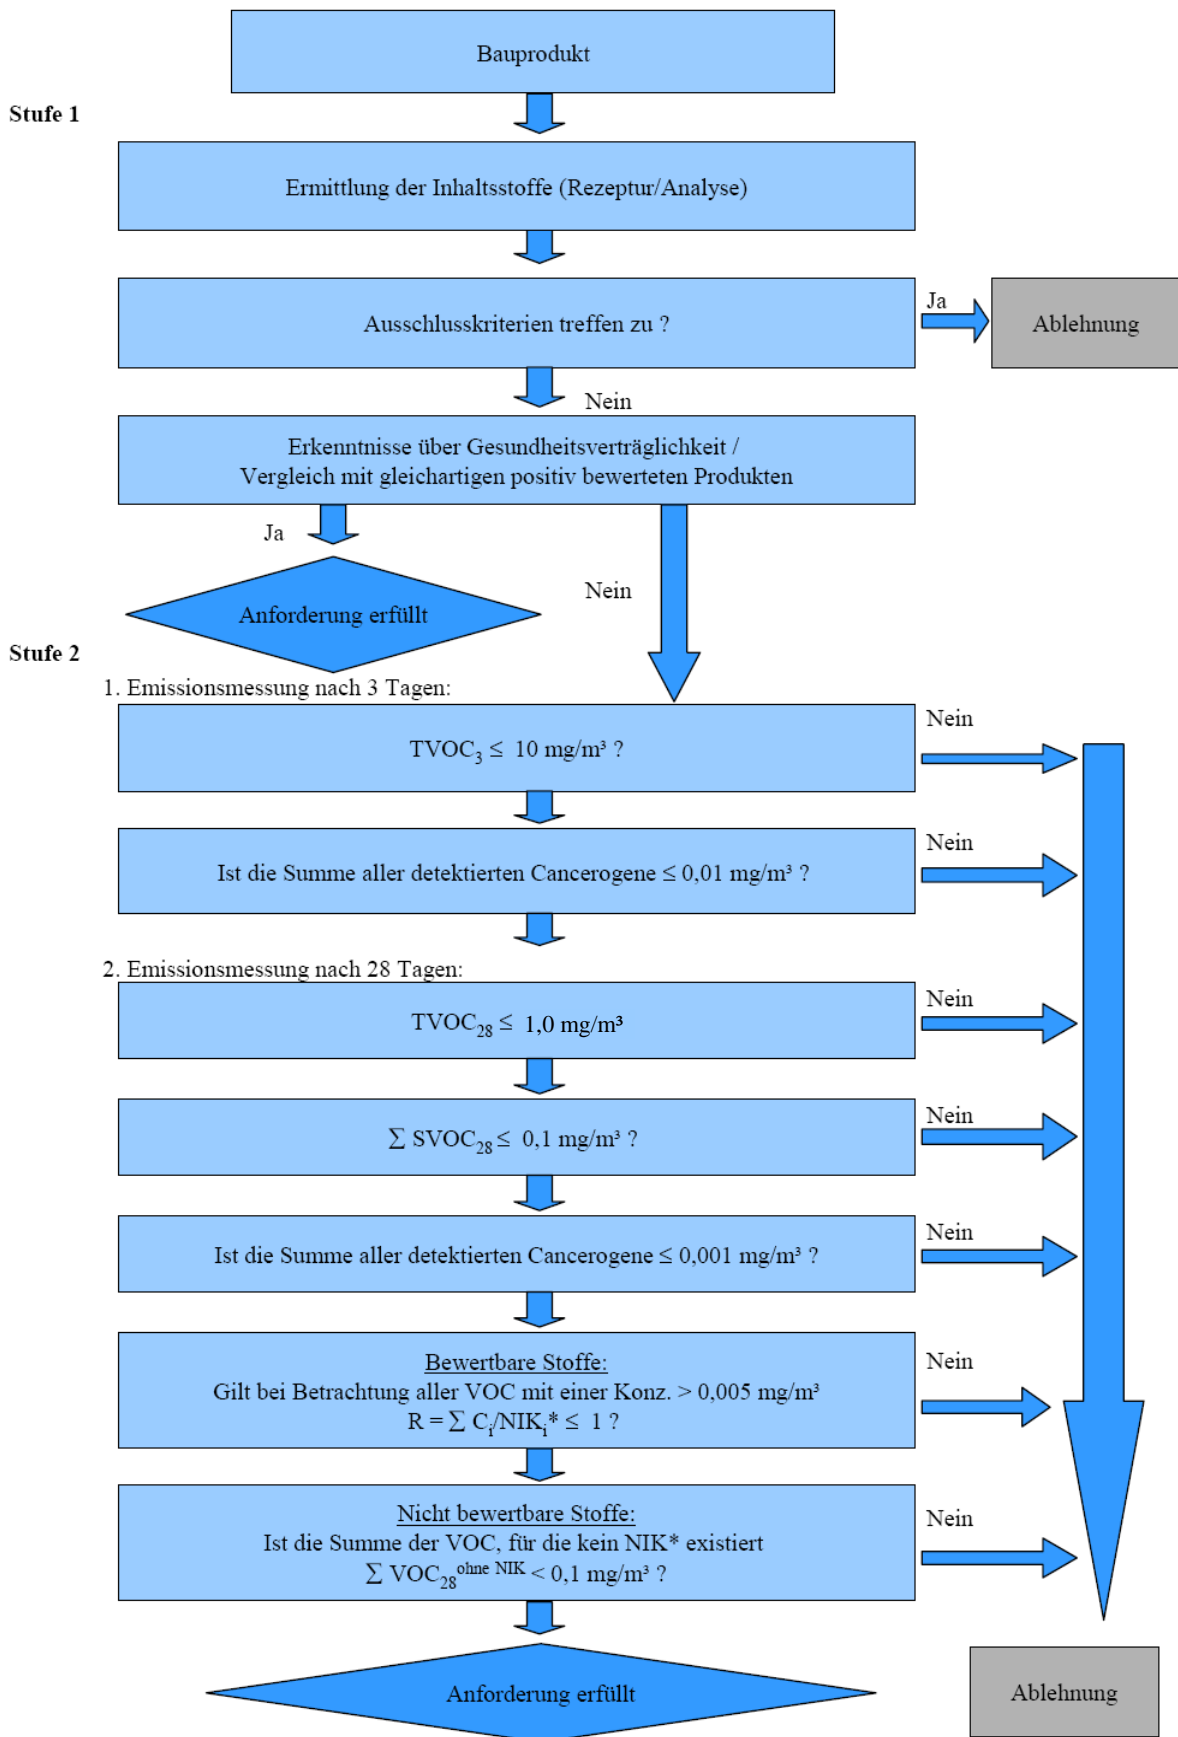 Bauprodukt
Stufe 1
Ermittlung der Inhaltsstoffe (Rezeptur/Analyse)
Ausschlusskriterien treffen zu ?
Ja
Ablehnung
Nein
Erkenntnisse über Gesundheitsverträglichkeit /
Vergleich mit gleichartigen positiv bewerteten Produkten
Ja
Nein
Anforderung erfüllt
Stufe 2
1. Emissionsmessung nach 3 Tagen:
TVOC₃ ≤ 10 mg/m³ ?
Nein
Ist die Summe aller detektierten Cancerogene ≤ 0,01 mg/m³ ?
Nein
2. Emissionsmessung nach 28 Tagen:
TVOC₂₈ ≤ 1,0 mg/m³
Nein
∑ SVOC₂₈ ≤ 0,1 mg/m³ ?
Nein
Ist die Summe aller detektierten Cancerogene ≤ 0,001 mg/m³ ?
Nein
Bewertbare Stoffe:
Gilt bei Betrachtung aller VOC mit einer Konz. > 0,005 mg/m³
R = ∑ Cᵢ/NIKᵢ* ≤ 1 ?
Nein
Nicht bewertbare Stoffe:
Ist die Summe der VOC, für die kein NIK* existiert
∑ VOC₂₈ ohne NIK < 0,1 mg/m³ ?
Nein
Anforderung erfüllt
Ablehnung